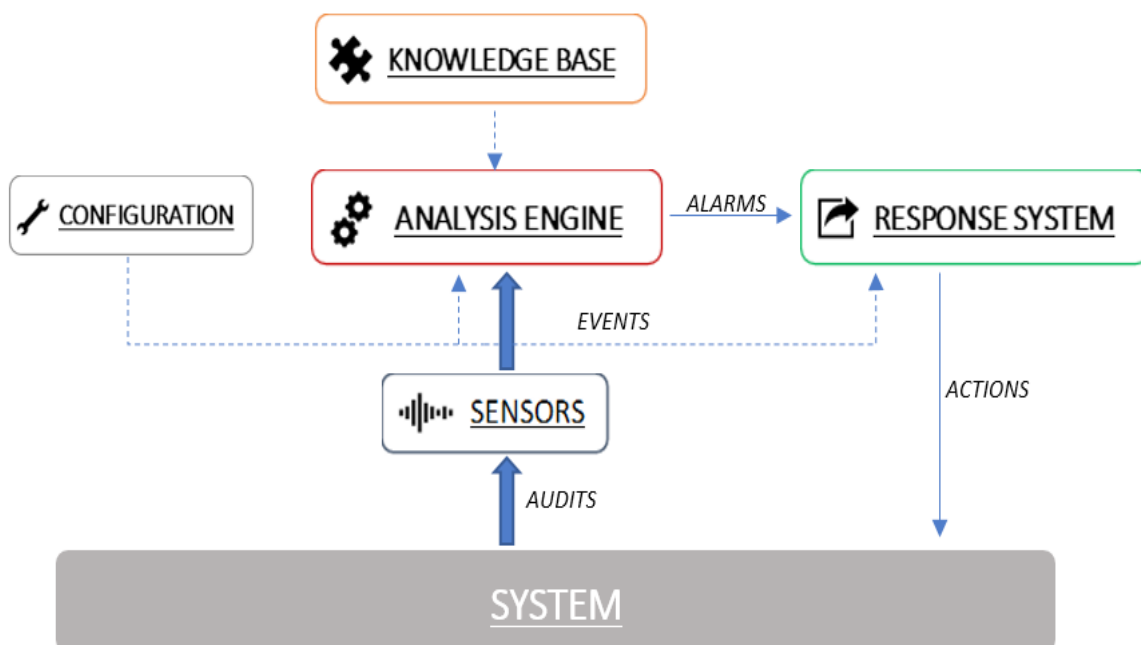 KNOWLEDGE BASE
CONFIGURATION
ANALYSIS ENGINE
ALARMS
RESPONSE SYSTEM
EVENTS
SENSORS
ACTIONS
AUDITS
SYSTEM